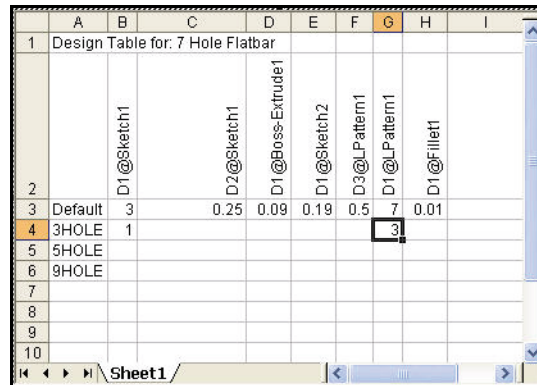 A B C D E F G H I
1 Design Table for: 7 Hole Flatbar
2 D1@Sketch1 D2@Sketch1 D1@Boss-Extrude1 D1@Sketch2 D3@LPattern1 D1@LPattern1 D1@Fillet1
3 Default 3 0.25 0.09 0.19 0.5 7 0.01
4 3HOLE 1 3
5 5HOLE
6 9HOLE
7
8
9
10
Sheet1